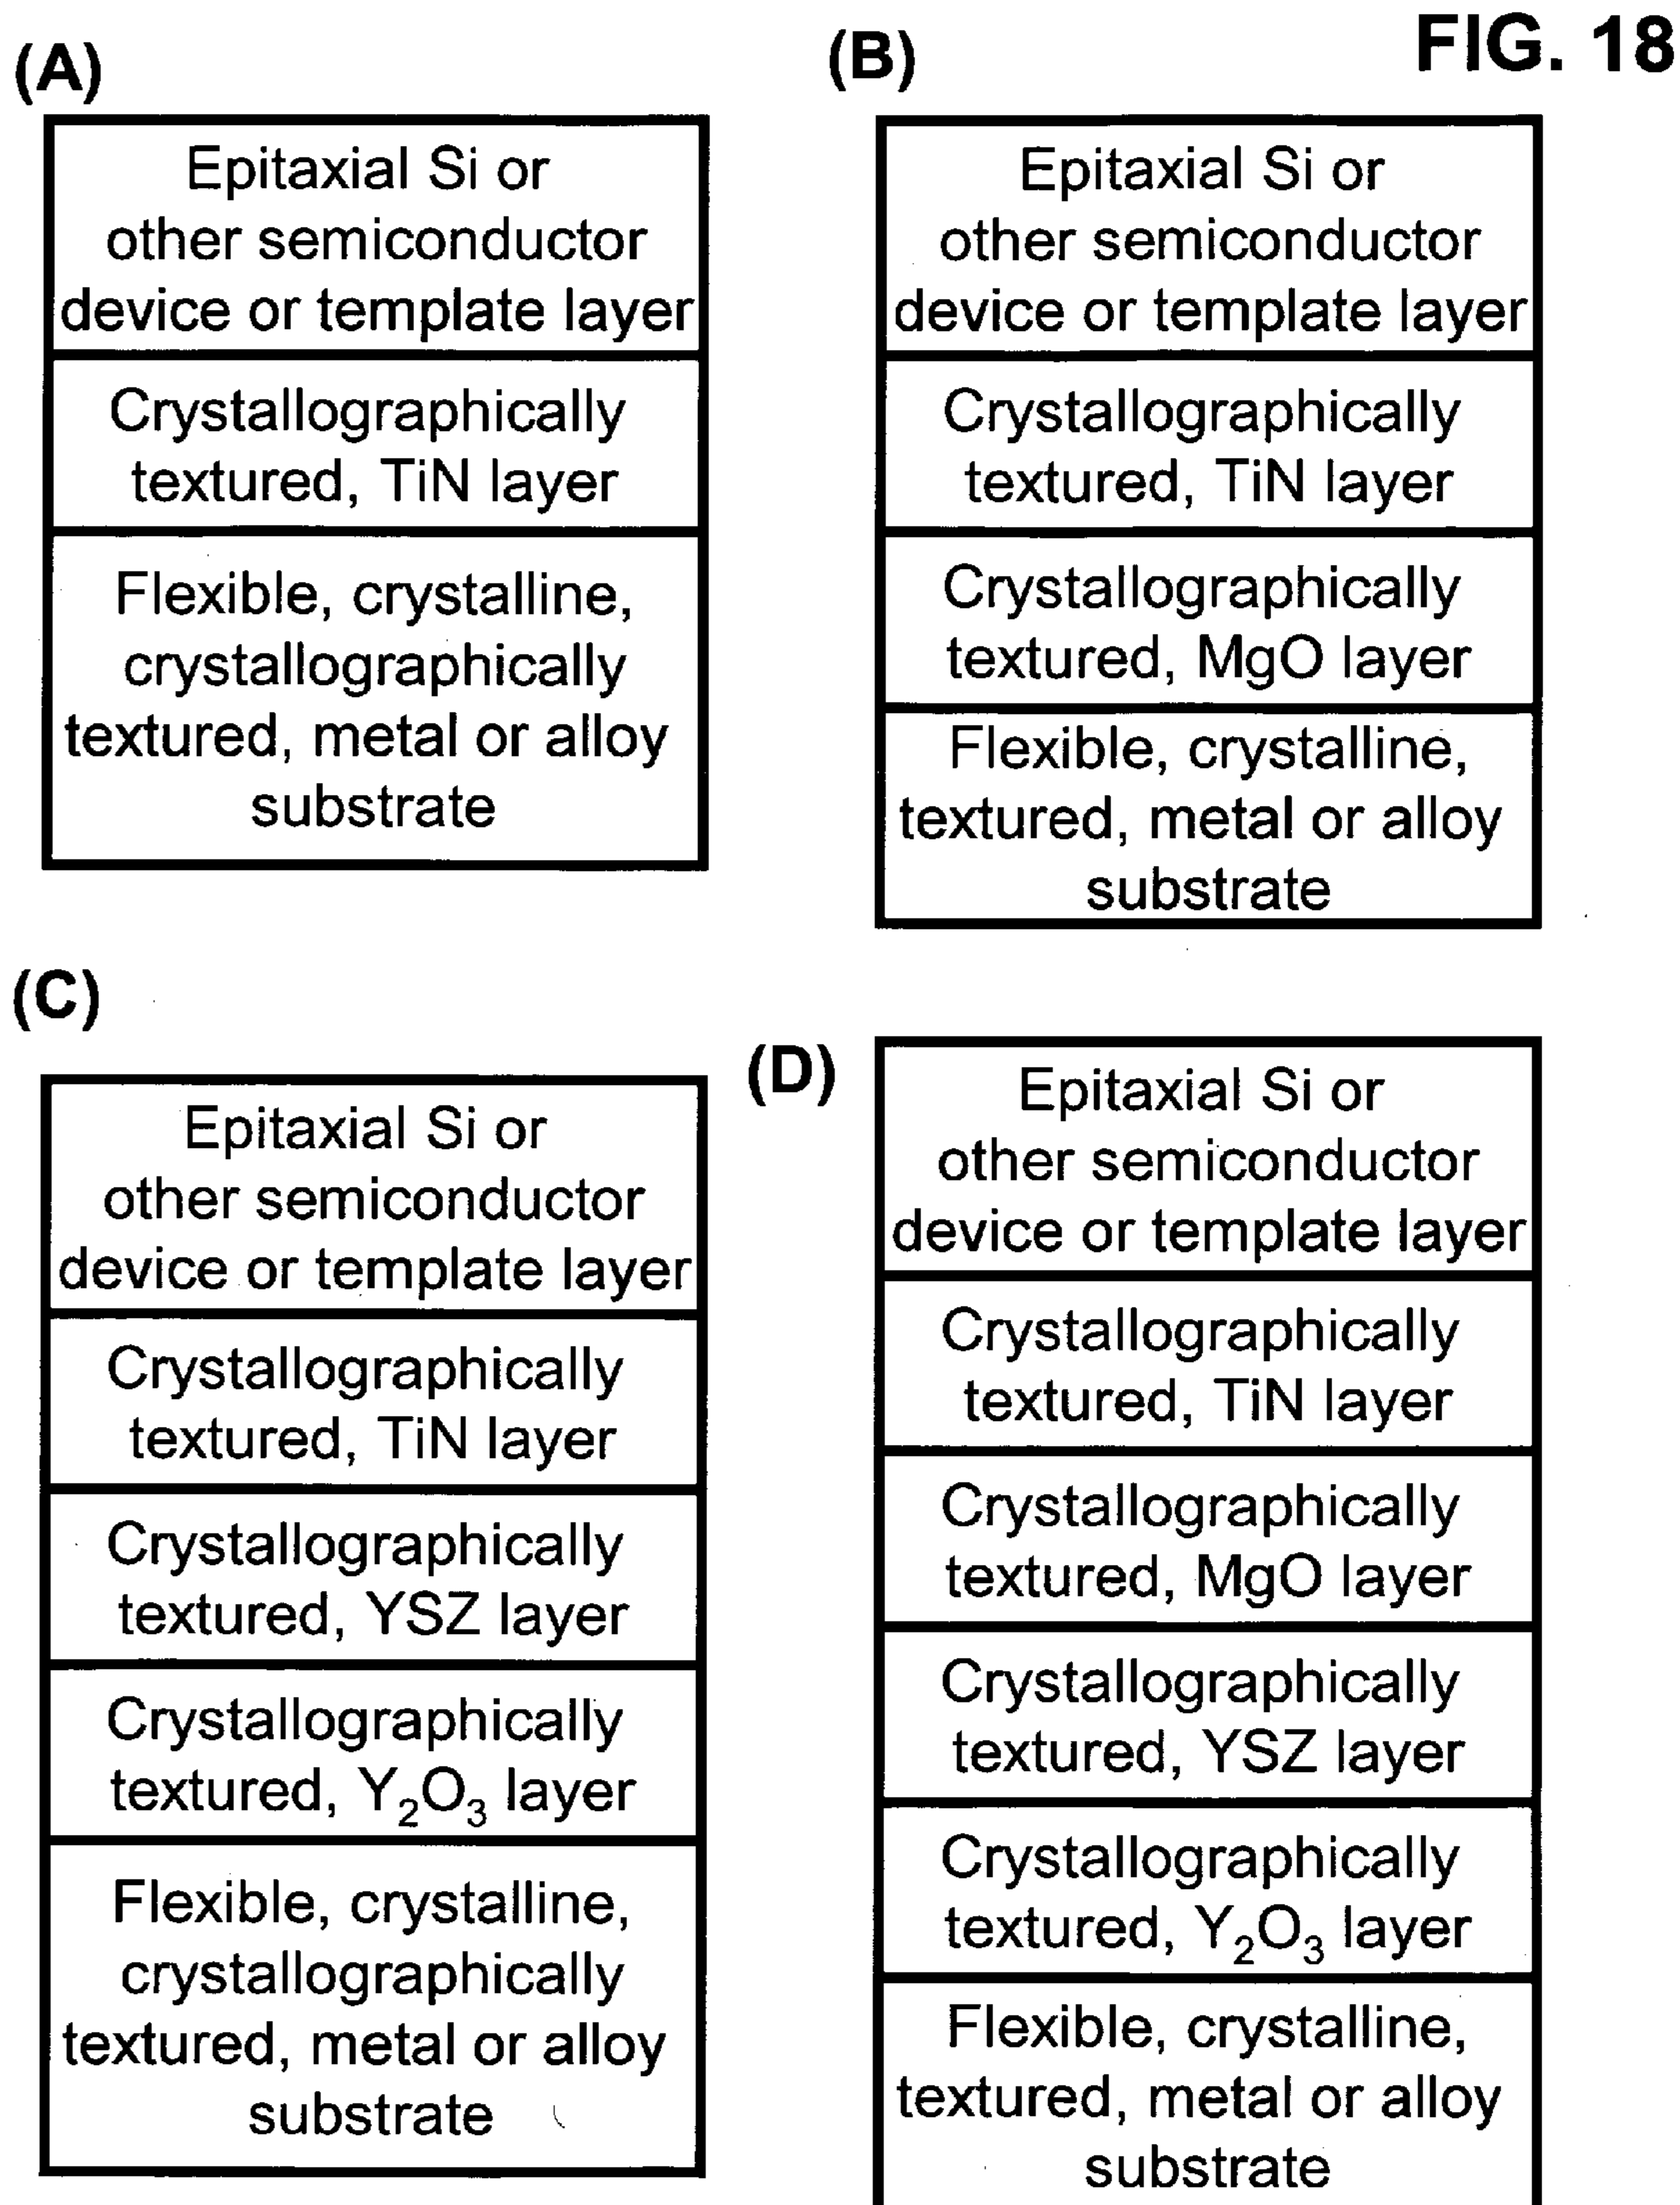 FIG. 18
(A)
Epitaxial Si or
other semiconductor
device or template layer
Crystallographically
textured, TiN layer
Flexible, crystalline,
crystallographically
textured, metal or alloy
substrate
(B)
Epitaxial Si or
other semiconductor
device or template layer
Crystallographically
textured, TiN layer
Crystallographically
textured, MgO layer
Flexible, crystalline,
textured, metal or alloy
substrate
(C)
Epitaxial Si or
other semiconductor
device or template layer
Crystallographically
textured, TiN layer
Crystallographically
textured, YSZ layer
Crystallographically
textured, Y₂O₃ layer
Flexible, crystalline,
crystallographically
textured, metal or alloy
substrate
(D)
Epitaxial Si or
other semiconductor
device or template layer
Crystallographically
textured, TiN layer
Crystallographically
textured, MgO layer
Crystallographically
textured, YSZ layer
Crystallographically
textured, Y₂O₃ layer
Flexible, crystalline,
textured, metal or alloy
substrate